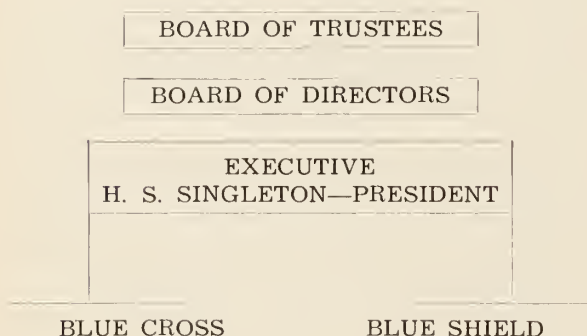 BOARD OF TRUSTEES
BOARD OF DIRECTORS
EXECUTIVE
H. S. SINGLETON—PRESIDENT
BLUE CROSS BLUE SHIELD